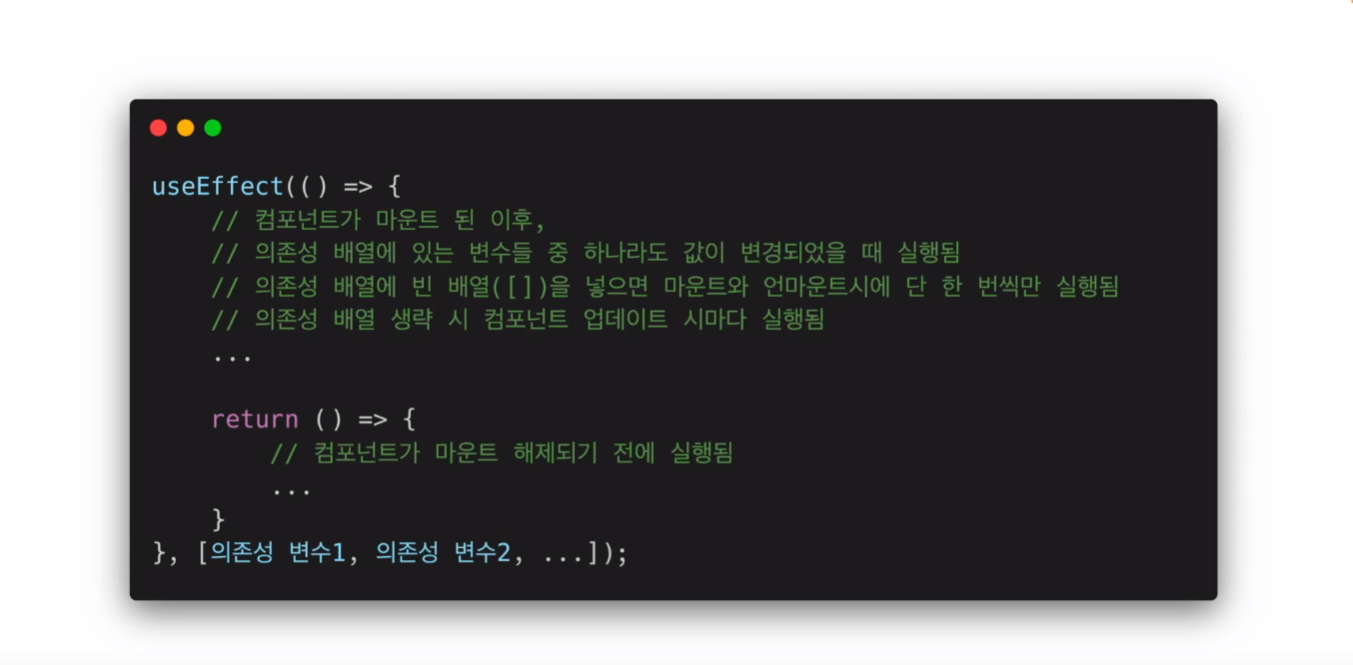 useEffect(() => {
    // 컴포넌트가 마운트 된 이후,
    // 의존성 배열에 있는 변수들 중 하나라도 값이 변경되었을 때 실행됨
    // 의존성 배열에 빈 배열([])을 넣으면 마운트와 언마운트시에 단 한 번씩만 실행됨
    // 의존성 배열 생략 시 컴포넌트 업데이트 시마다 실행됨
    ...
    return () => {
        // 컴포넌트가 마운트 해제되기 전에 실행됨
        ...
    }
}, [의존성 변수1, 의존성 변수2, ...]);